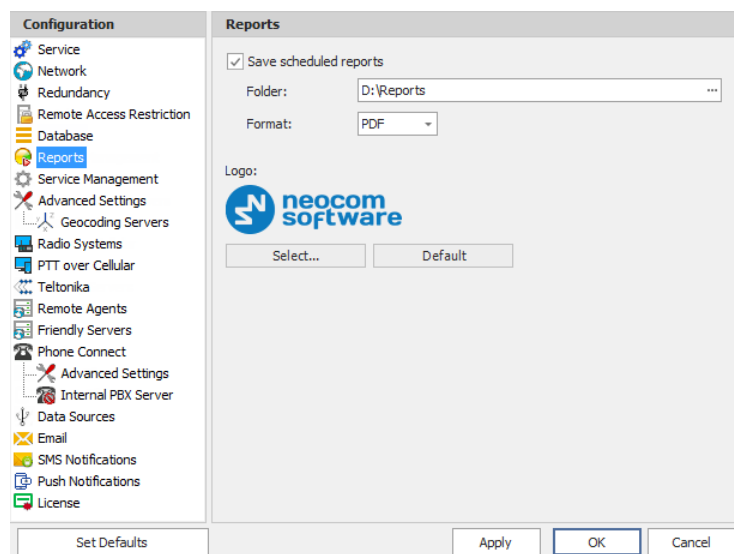 Configuration
Service
Network
Redundancy
Remote Access Restriction
Database
Reports
Service Management
Advanced Settings
Geocoding Servers
Radio Systems
PTT over Cellular
Teltonika
Remote Agents
Friendly Servers
Phone Connect
Advanced Settings
Internal PBX Server
Data Sources
Email
SMS Notifications
Push Notifications
License
Reports
Save scheduled reports
Folder: D:\Reports ...
Format: PDF
Logo:
neocom
software
Select... Default
Set Defaults Apply OK Cancel